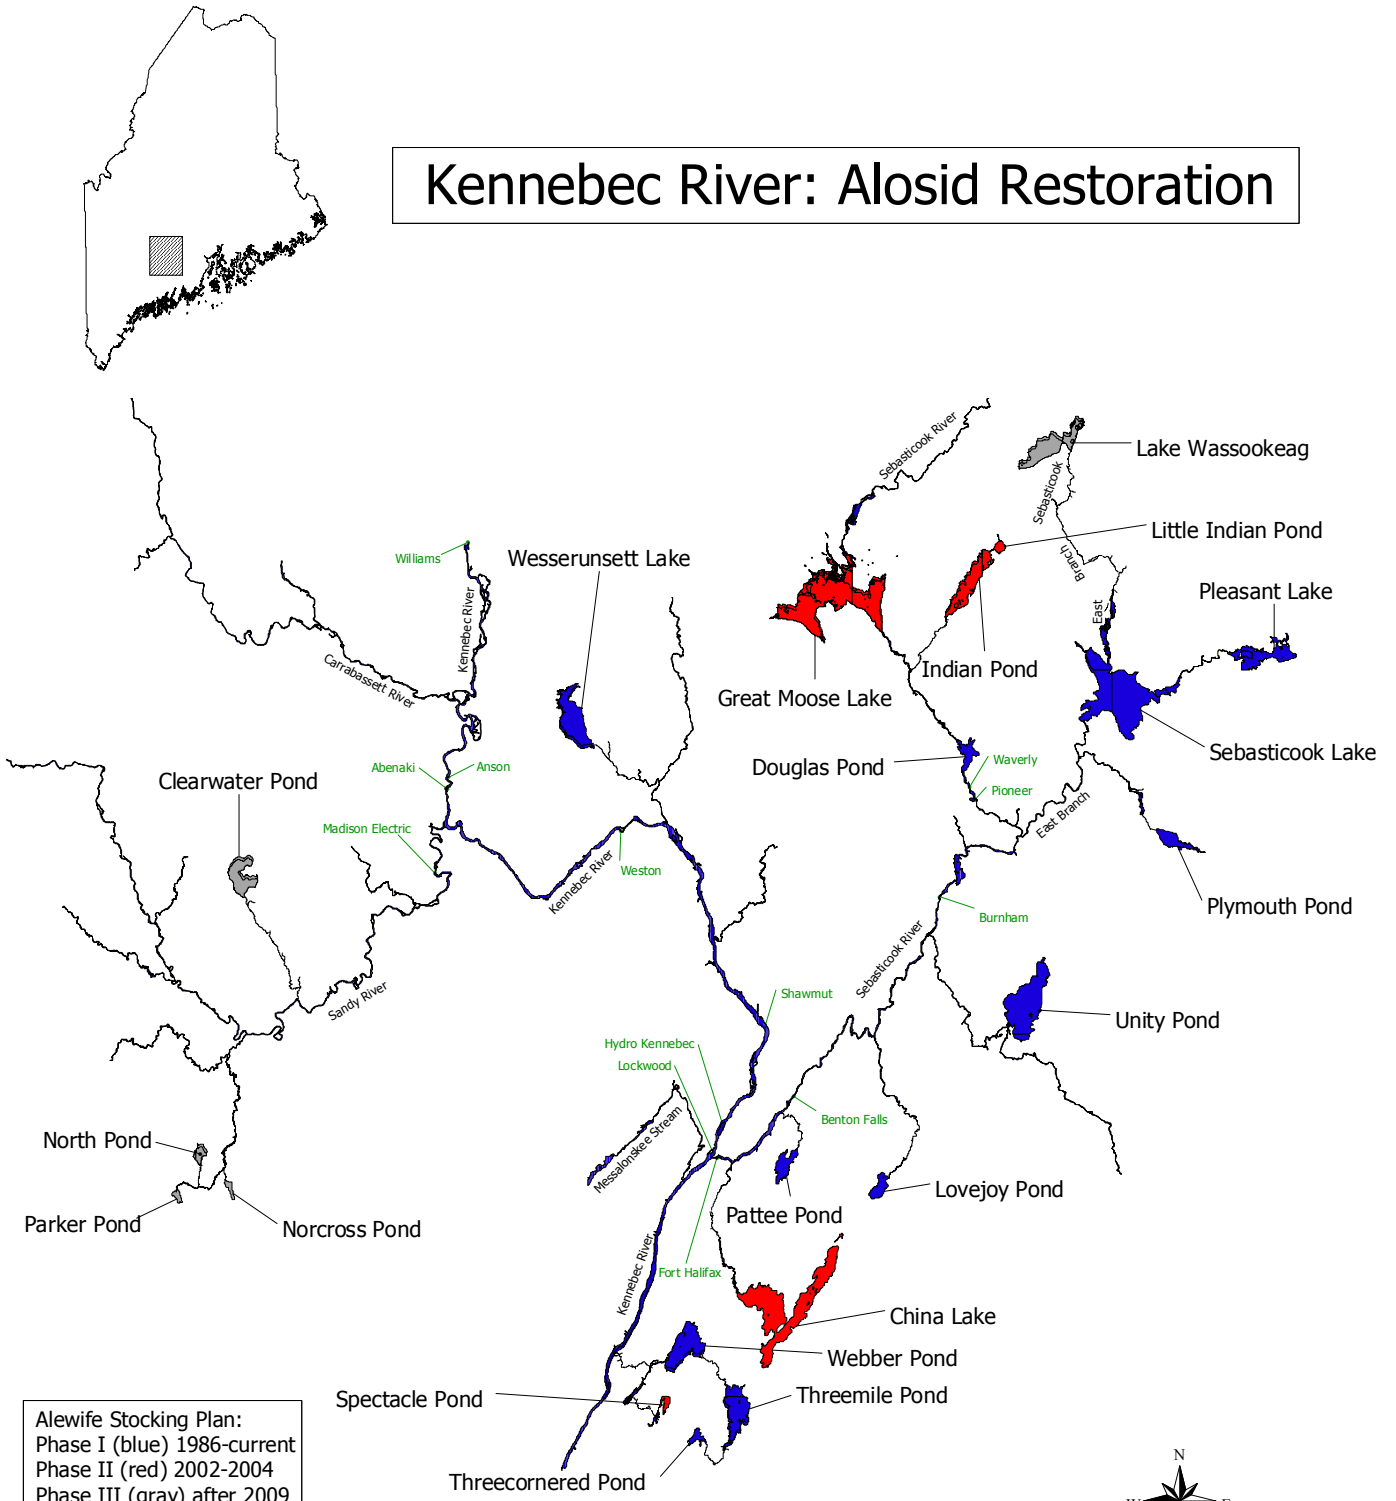 Kennebec River: Alosid Restoration
Sebasticook River
Lake Wassookeag
Sebasticook
Little Indian Pond
Williams
Wesserunsett Lake
Branch
Pleasant Lake
East
Kennebec River
Carrabassett River
Indian Pond
Great Moose Lake
Sebasticook Lake
Abenaki
Anson
Douglas Pond
Waverly
Clearwater Pond
Pioneer
Madison Electric
East Branch
Weston
Kennebec River
Plymouth Pond
Burnham
Sebasticook River
Sandy River
Shawmut
Unity Pond
Hydro Kennebec
Lockwood
Benton Falls
Messalonskee Stream
North Pond
Lovejoy Pond
Parker Pond
Norcross Pond
Pattee Pond
Kennebec River
Fort Halifax
China Lake
Webber Pond
Spectacle Pond
Threemile Pond
Threecornered Pond
Alewife Stocking Plan:
Phase I (blue) 1986-current
Phase II (red) 2002-2004
Phase III (gray) after 2009
N